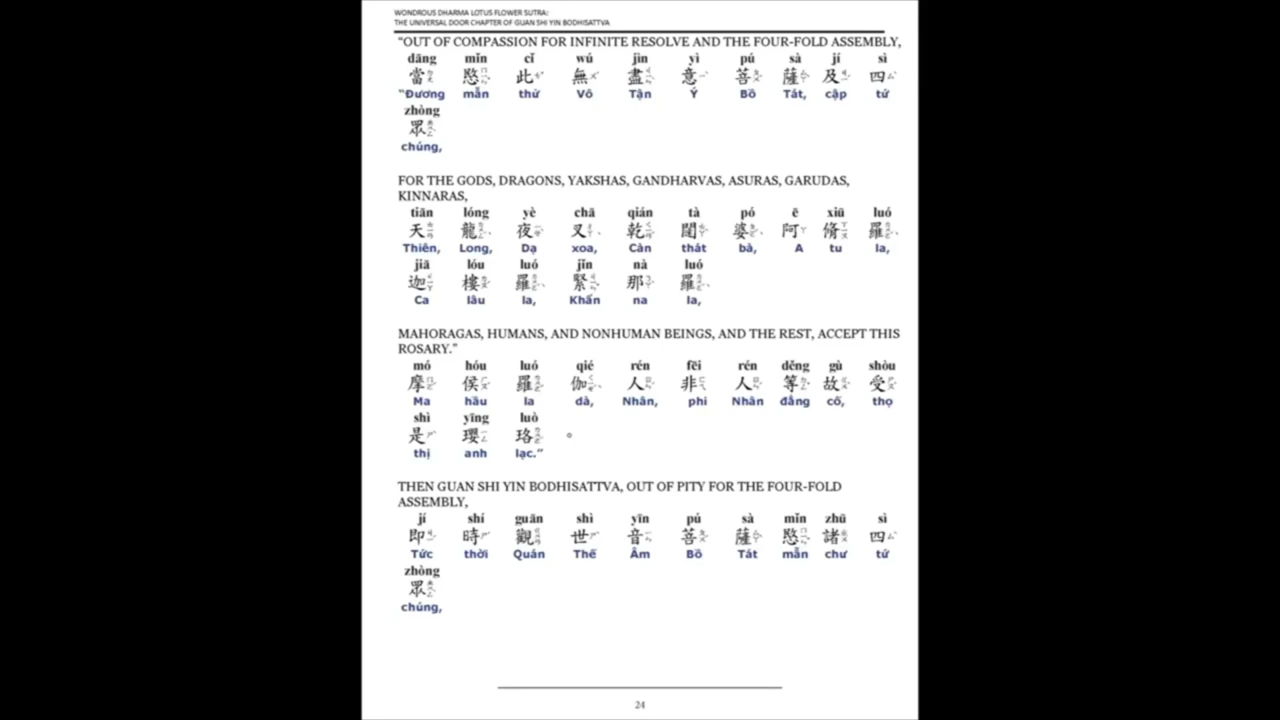 WONDROUS DHARMA LOTUS FLOWER SUTRA:
THE UNIVERSAL DOOR CHAPTER OF GUAN SHI YIN BODHISATTVA
“OUT OF COMPASSION FOR INFINITE RESOLVE AND THE FOUR-FOLD ASSEMBLY,
dāng mǐn cǐ wú jìn yì pú sà jí sì
當 愍 此 無 盡 意 菩 薩 及 四
“Đương mẫn thử Vô Tận Ý Bồ Tát, cập tứ
zhòng
眾
chúng,
FOR THE GODS, DRAGONS, YAKSHAS, GANDHARVAS, ASURAS, GARUDAS,
KINNARAS,
tiān lóng yè chā qián tà pó ē xiū luó
天 龍 夜 叉 乾 闥 婆 阿 脩 羅
Thiên, Long, Dạ xoa, Càn thát bà, A tu la,
jiā lóu luó jǐn nà luó
迦 樓 羅 緊 那 羅
Ca lâu la, Khẩn na la,
MAHORAGAS, HUMANS, AND NONHUMAN BEINGS, AND THE REST, ACCEPT THIS
ROSARY.”
mó hóu luó qié rén fēi rén děng gù shòu
摩 侯 羅 伽 人 非 人 等 故 受
Ma hầu la dà, Nhân, phi Nhân đẳng cố, thọ
shì yīng luò
是 瓔 珞 。
thị anh lạc.”
THEN GUAN SHI YIN BODHISATTVA, OUT OF PITY FOR THE FOUR-FOLD
ASSEMBLY,
jí shí guān shì yīn pú sà mǐn zhū sì
即 時 觀 世 音 菩 薩 愍 諸 四
Tức thời Quán Thế Âm Bồ Tát mẫn chư tứ
zhòng
眾
chúng,
24